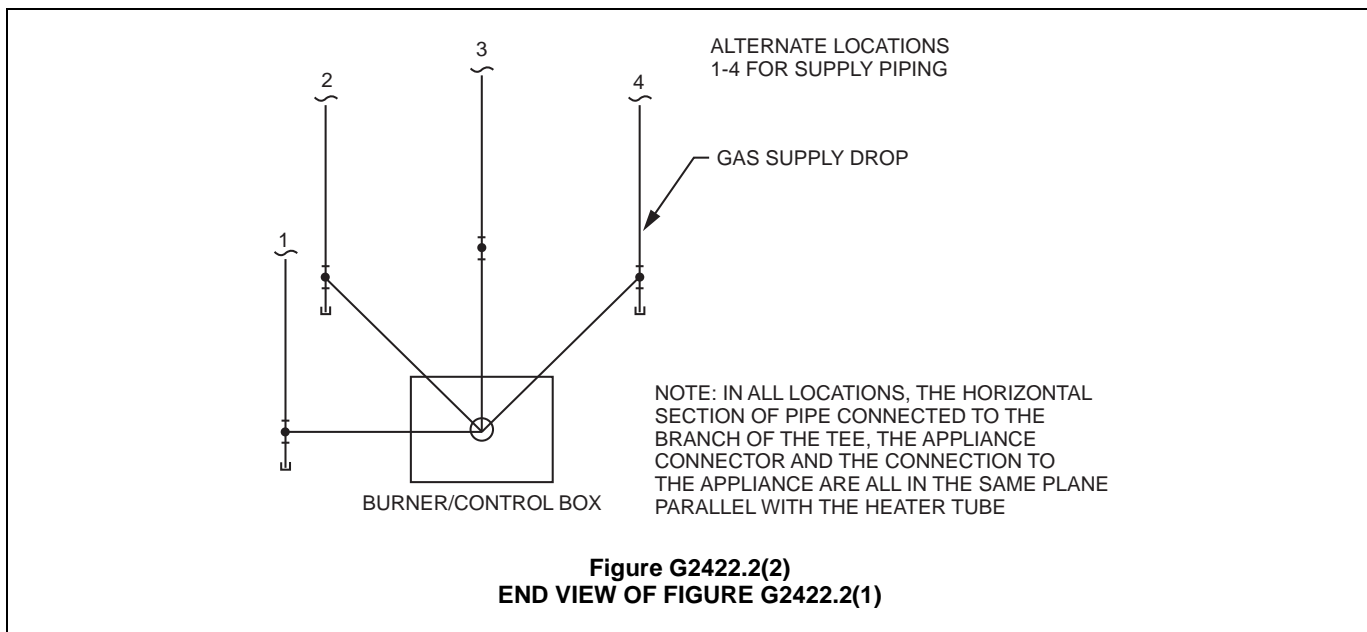 3
ALTERNATE LOCATIONS
1-4 FOR SUPPLY PIPING
2
4
GAS SUPPLY DROP
1
NOTE: IN ALL LOCATIONS, THE HORIZONTAL
SECTION OF PIPE CONNECTED TO THE
BRANCH OF THE TEE, THE APPLIANCE
CONNECTOR AND THE CONNECTION TO
THE APPLIANCE ARE ALL IN THE SAME PLANE
PARALLEL WITH THE HEATER TUBE
BURNER/CONTROL BOX
Figure G2422.2(2)
END VIEW OF FIGURE G2422.2(1)